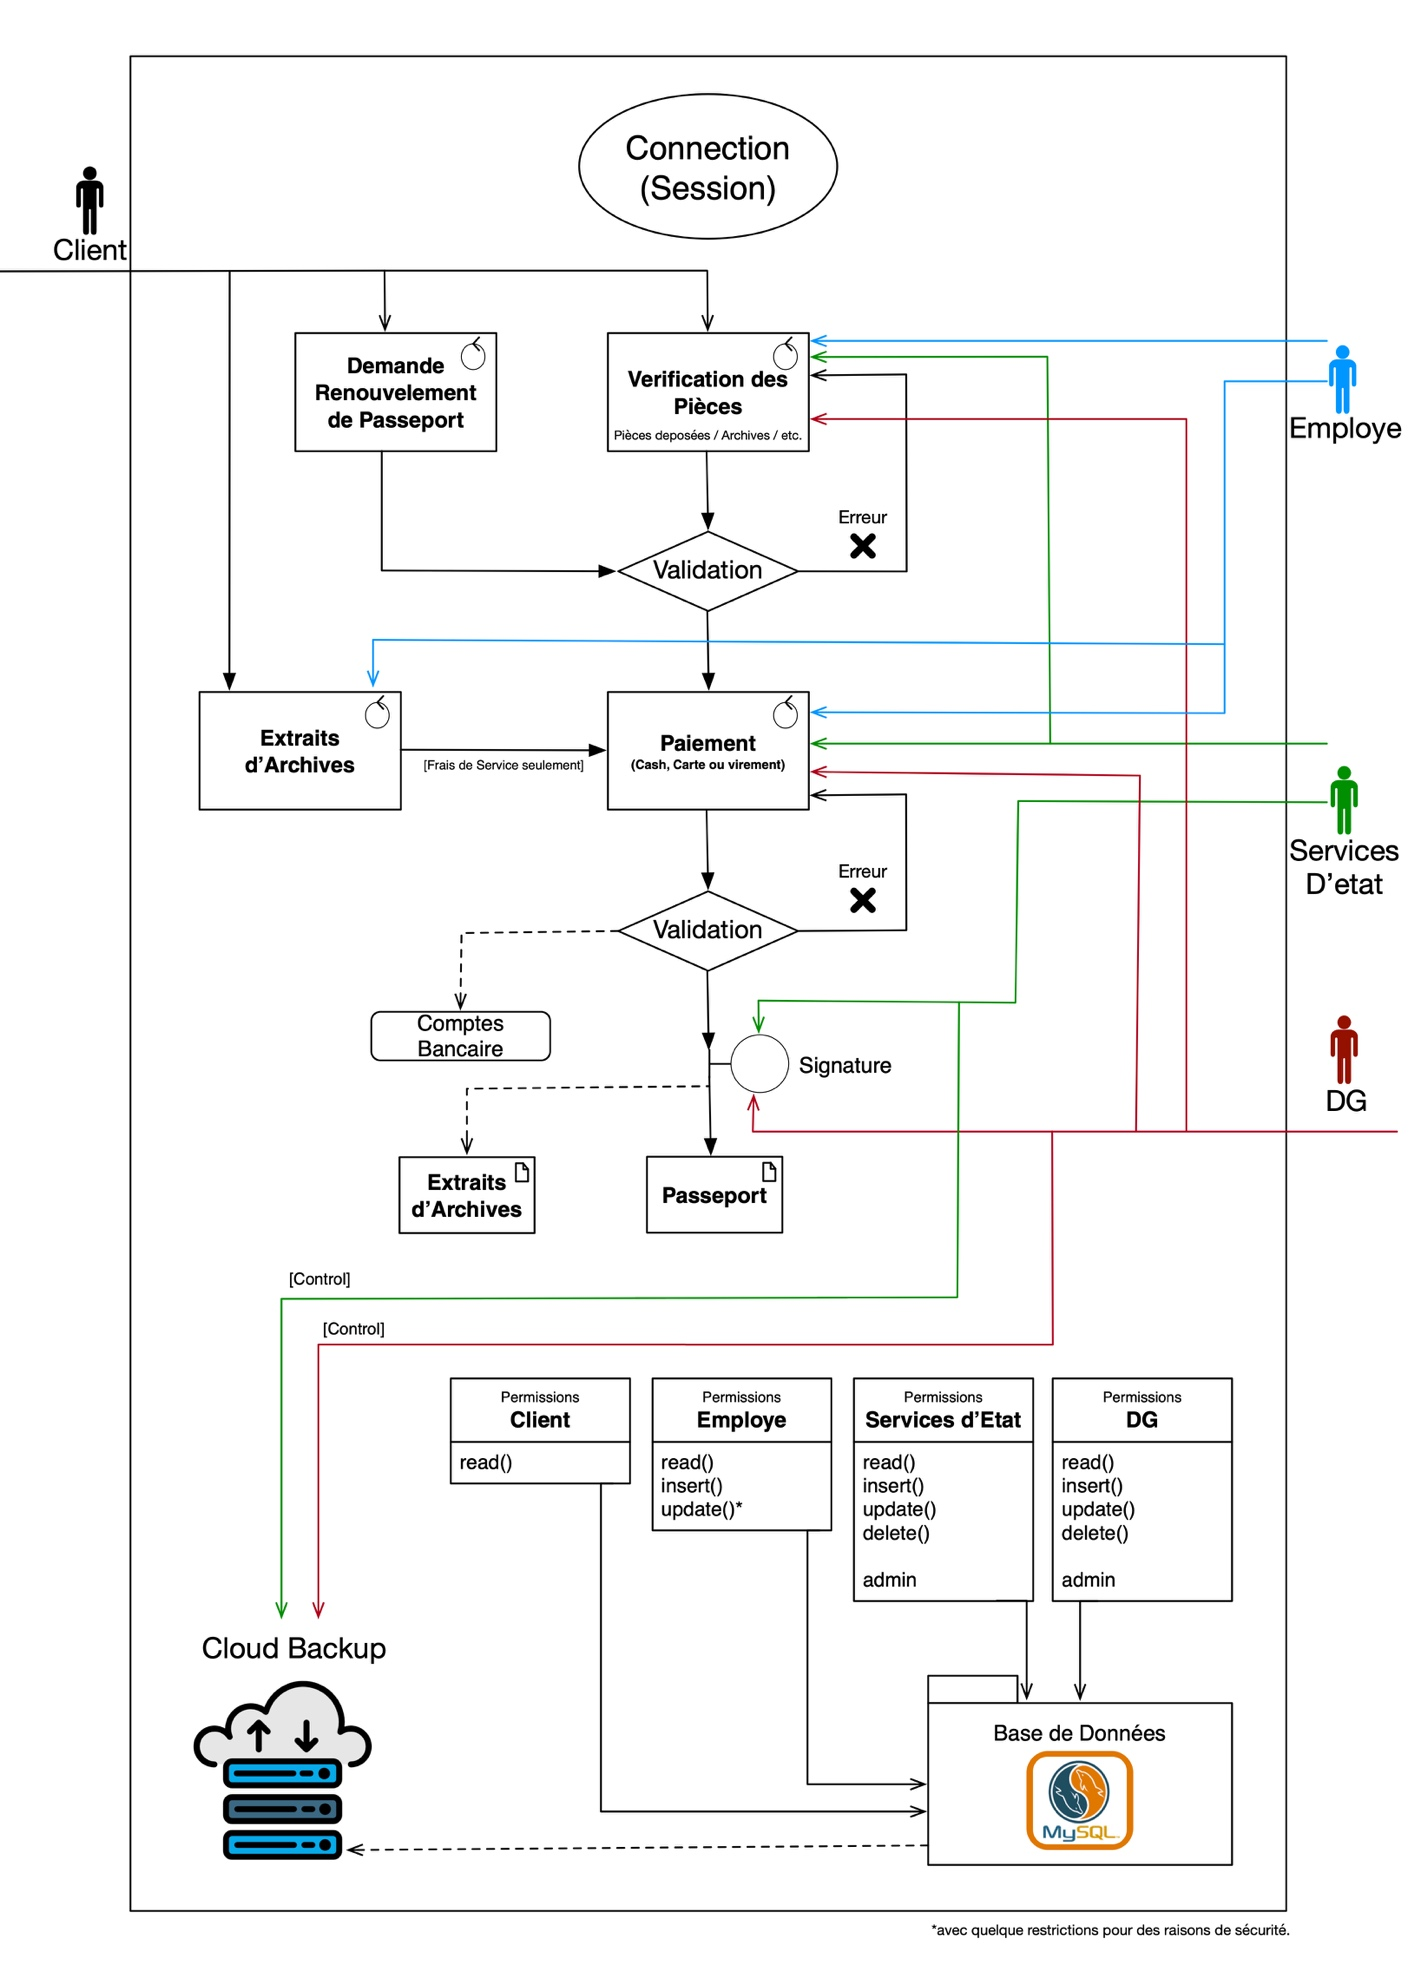 Connection
(Session)
Client
Demande
Renouvelement
de Passeport
Verification des
Pièces
Pièces deposées / Archives / etc.
Employe
Erreur
Validation
Extraits
d'Archives
[Frais de Service seulement]
Paiement
(Cash, Carte ou virement)
Services
D'etat
Erreur
Validation
Comptes
Bancaire
Signature
DG
Extraits
d'Archives
Passeport
[Control]
[Control]
Permissions
Client
read()
Permissions
Employe
read()
insert()
update()*
Permissions
Services d'Etat
read()
insert()
update()
delete()
admin
Permissions
DG
read()
insert()
update()
delete()
admin
Cloud Backup
Base de Données
MySQL
*avec quelque restrictions pour des raisons de sécurité.